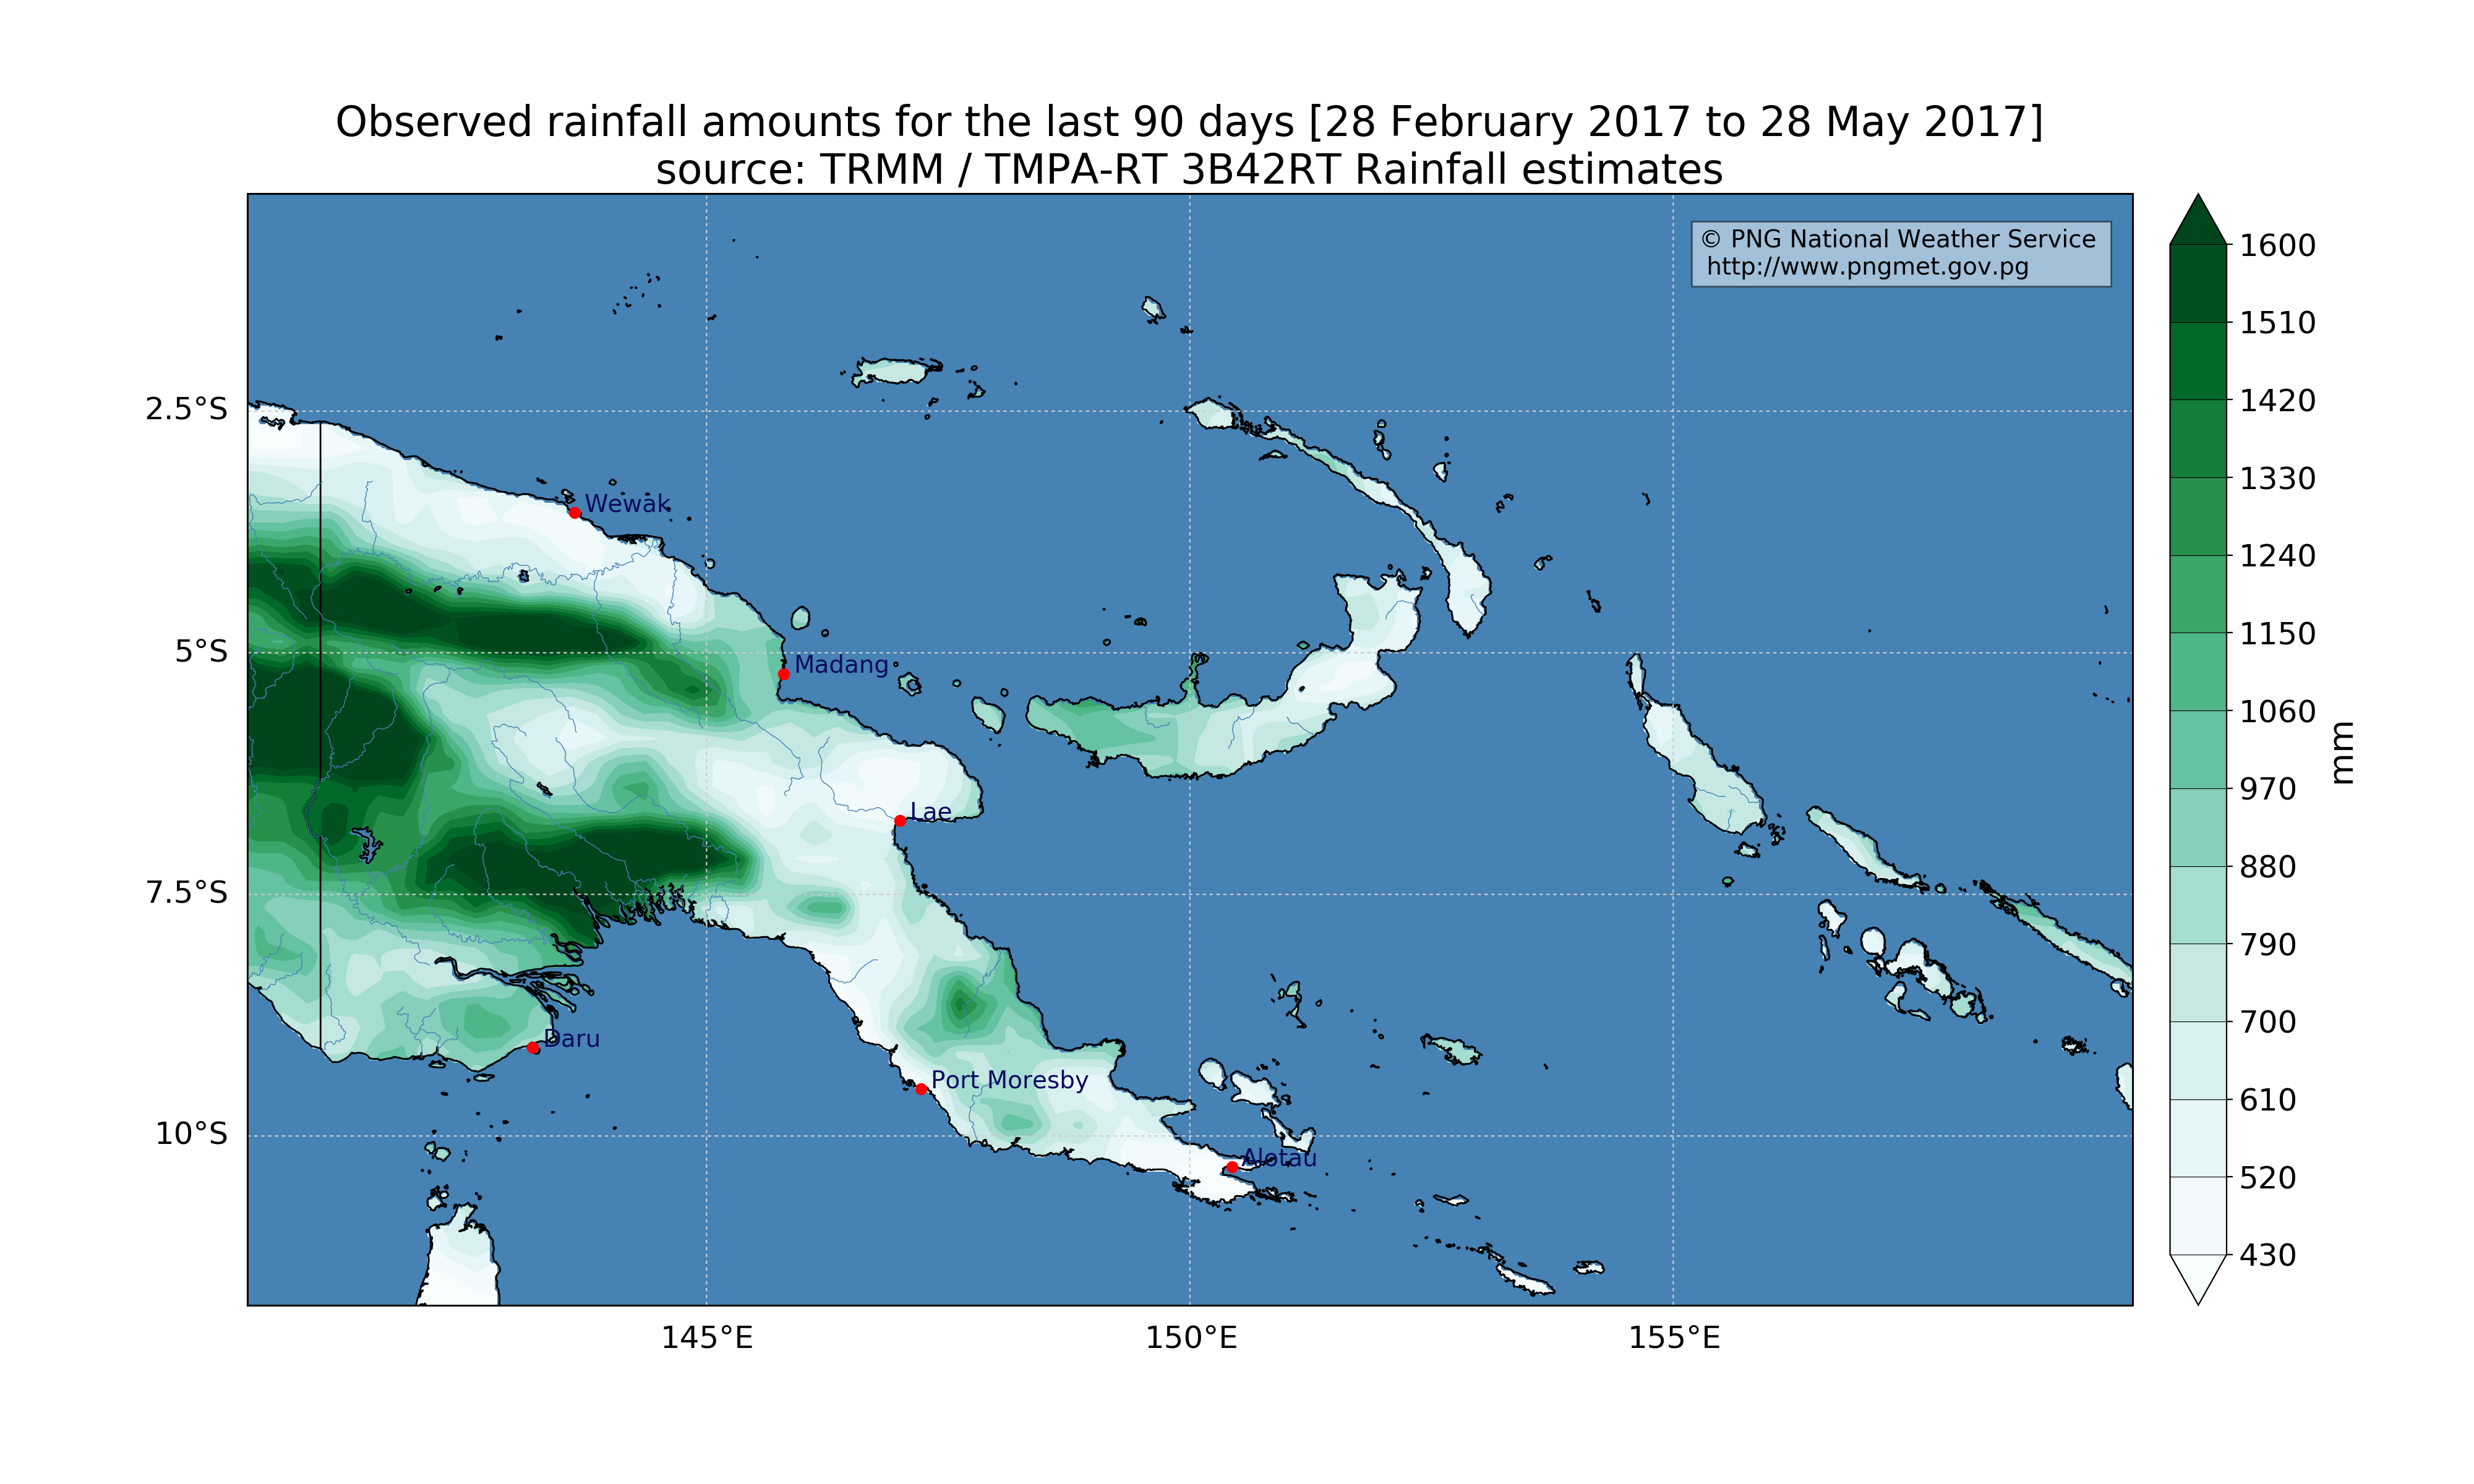 Observed rainfall amounts for the last 90 days [28 February 2017 to 28 May 2017]
source: TRMM / TMPA-RT 3B42RT Rainfall estimates
© PNG National Weather Service
http://www.pngmet.gov.pg
2.5°S
5°S
7.5°S
10°S
Wewak
Madang
Lae
Daru
Port Moresby
Alotau
145°E
150°E
155°E
1600
1510
1420
1330
1240
1150
1060
970
880
790
700
610
520
430
mm